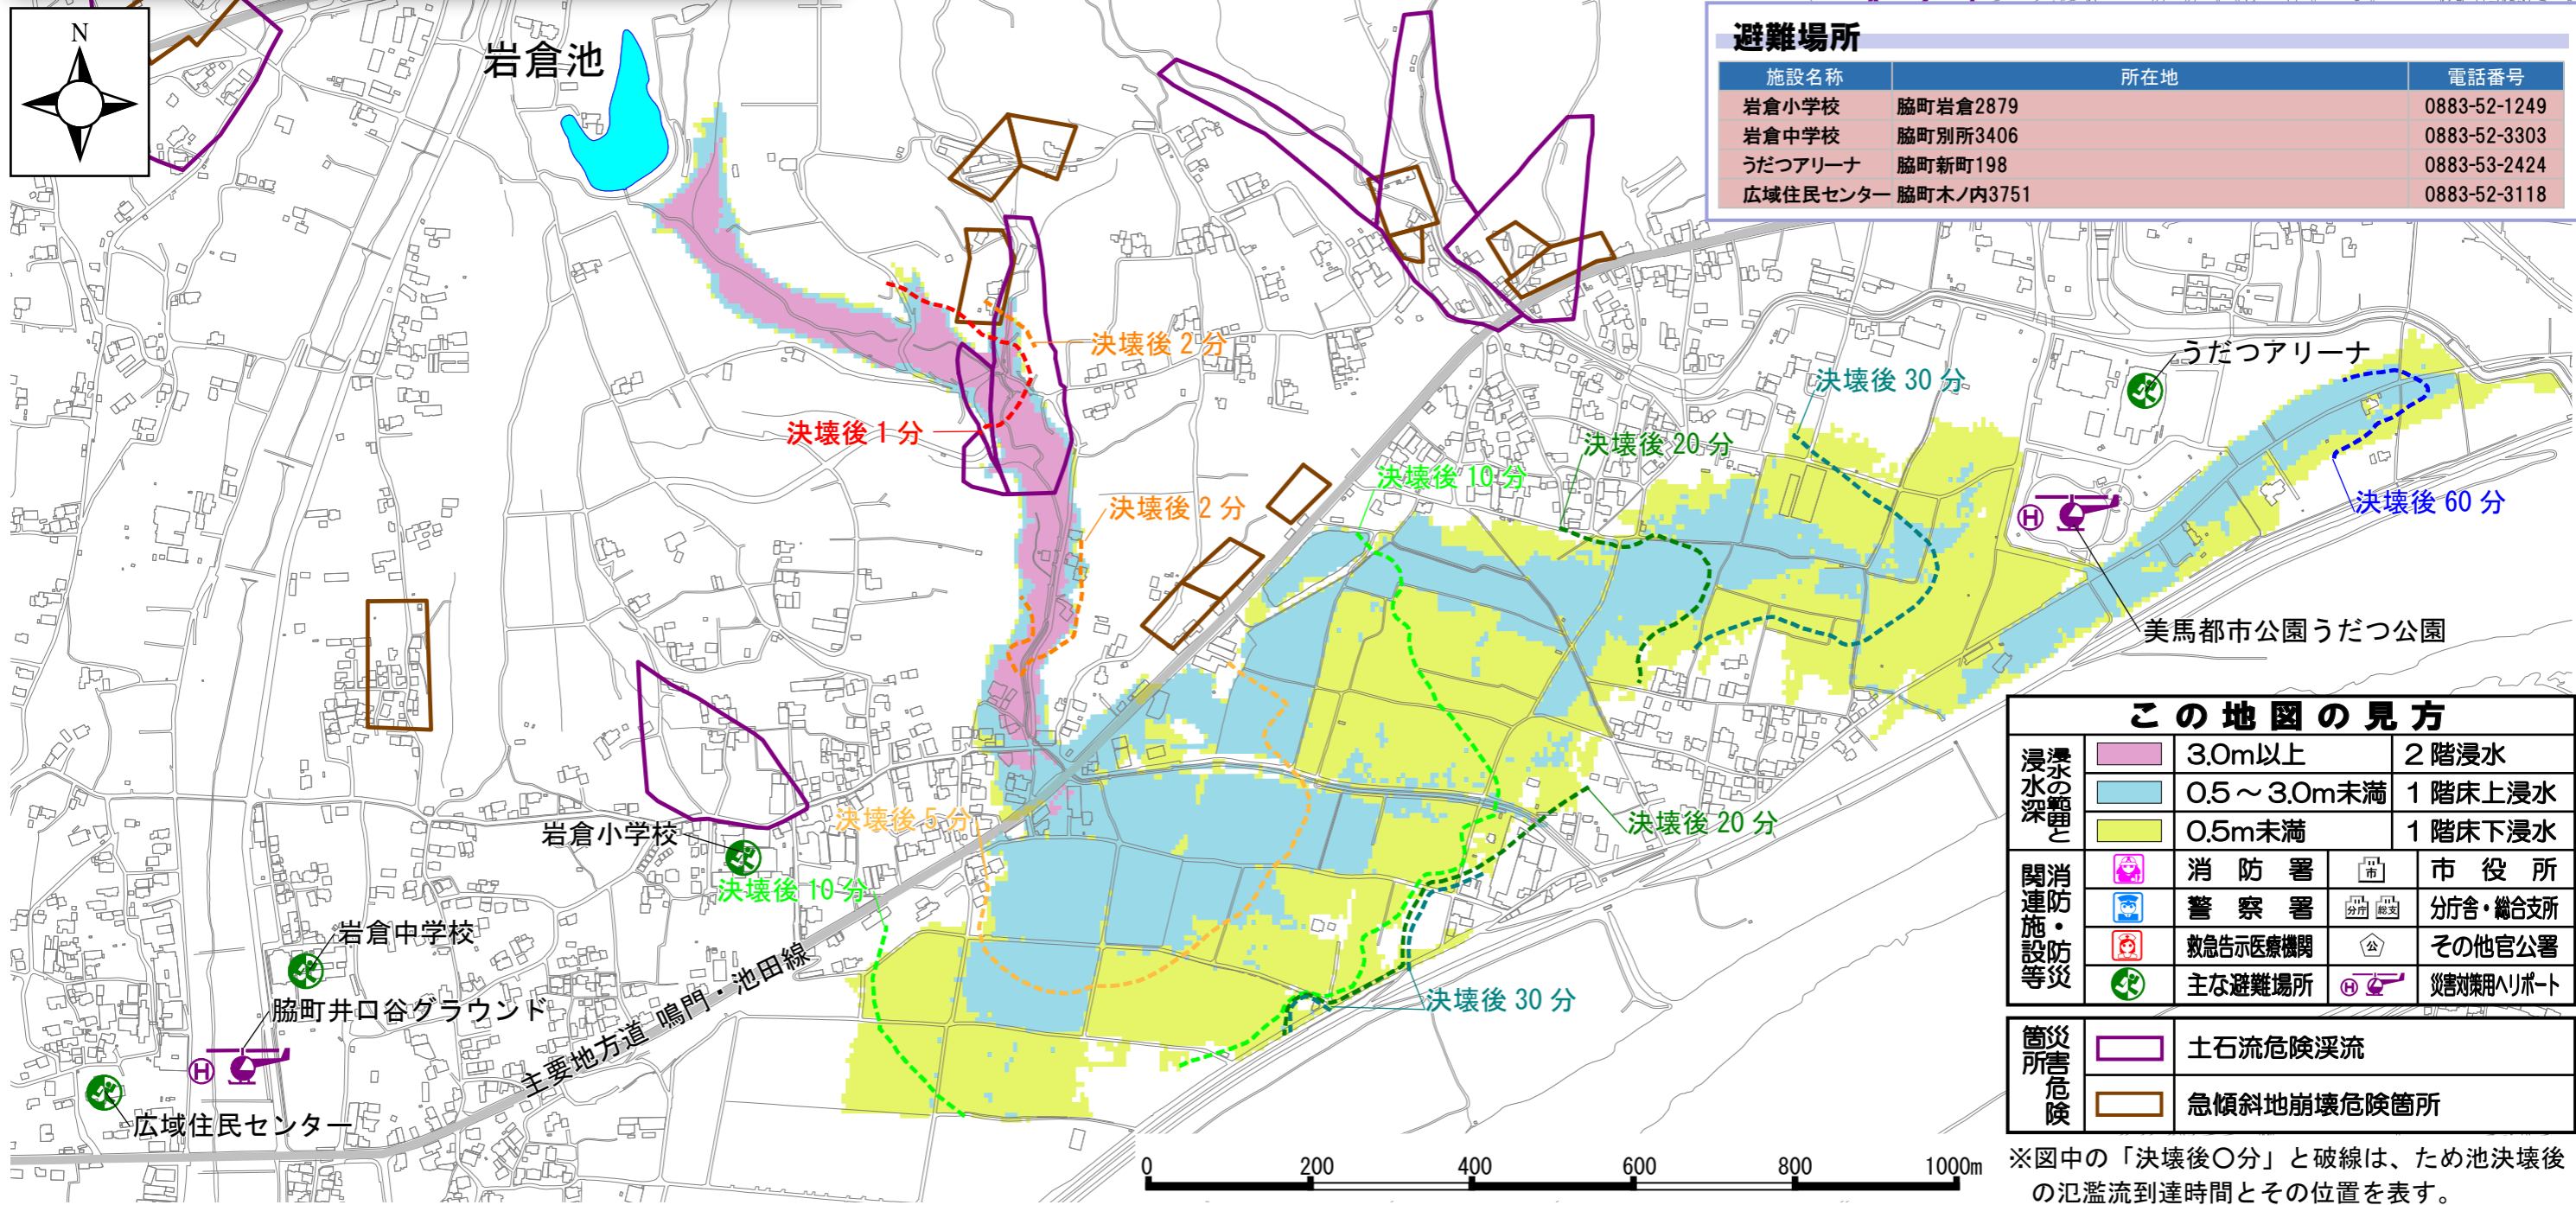 N
岩倉池
避難場所
施設名称 所在地 電話番号
岩倉小学校 脇町岩倉2879 0883-52-1249
岩倉中学校 脇町別所3406 0883-52-3303
うだつアリーナ 脇町新町198 0883-53-2424
広域住民センター 脇町木ノ内3751 0883-52-3118
決壊後 2 分
うだつアリーナ
決壊後 30 分
決壊後 1 分
決壊後 20 分
決壊後 10 分
決壊後 2 分
決壊後 60 分
H
美馬都市公園うだつ公園
決壊後 5 分
岩倉小学校
決壊後 20 分
決壊後 10 分
岩倉中学校
脇町井口谷グラウンド
主要地方道 鳴門・池田線
決壊後 30 分
H
広域住民センター
0 200 400 600 800 1000m
この地図の見方
浸水の範囲と浸水深
3.0m以上 2 階浸水
0.5 ～ 3.0m未満 1 階床上浸水
0.5m未満 1 階床下浸水
消防・防災関連施設等
消防署 市 市役所
警察署 分庁 総支 分庁舎・総合支所
救急告示医療機関 公 その他官公署
主な避難場所 H 災害対策用ヘリポート
災害危険箇所
土石流危険渓流
急傾斜地崩壊危険箇所
※図中の「決壊後〇分」と破線は、ため池決壊後
の氾濫流到達時間とその位置を表す。